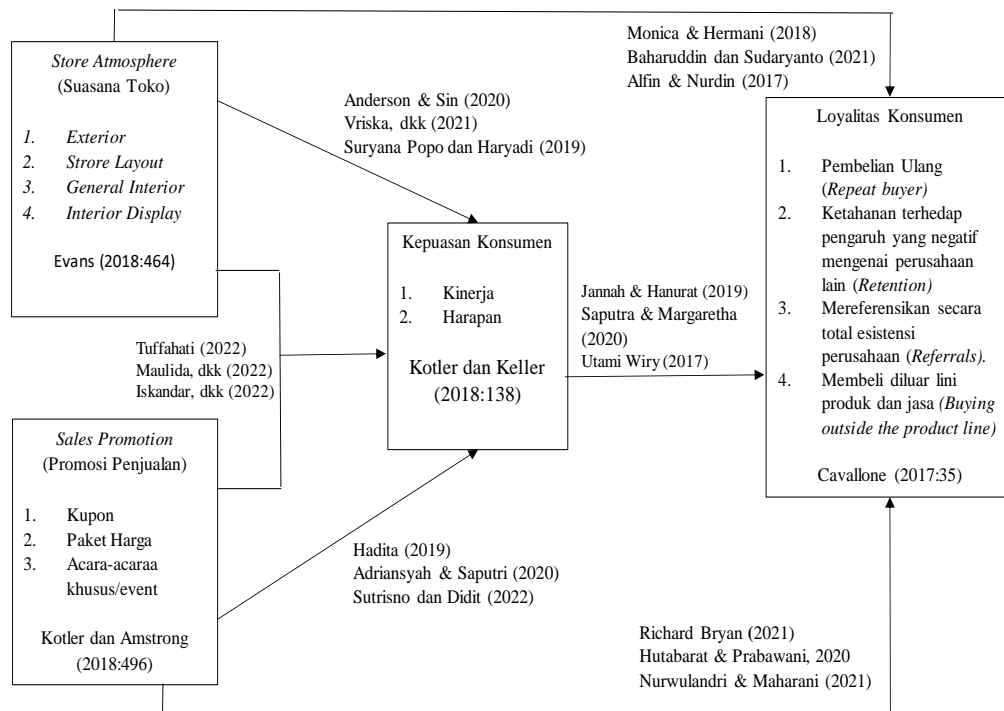 Store Atmosphere
(Suasana Toko)
1. Exterior
2. Strore Layout
3. General Interior
4. Interior Display
Evans (2018:464)
Monica & Hermani (2018)
Baharuddin dan Sudaryanto (2021)
Alfin & Nurdin (2017)
Anderson & Sin (2020)
Vriska, dkk (2021)
Suryana Popo dan Haryadi (2019)
Tuffahati (2022)
Maulida, dkk (2022)
Iskandar, dkk (2022)
Kepuasan Konsumen
1. Kinerja
2. Harapan
Kotler dan Keller
(2018:138)
Jannah & Hanurat (2019)
Saputra & Margaretha
(2020)
Utami Wiry (2017)
Loyalitas Konsumen
1. Pembelian Ulang
(Repeat buyer)
2. Ketahanan terhedap
pengaruh yang negatif
mengenai perusahaan
lain (Retention)
3. Mereferensikan secara
total esistensi
perusahaan (Referrals).
4. Membeli diluar lini
produk dan jasa (Buying
outside the product line)
Cavallone (2017:35)
Sales Promotion
(Promosi Penjualan)
1. Kupon
2. Paket Harga
3. Acara-acaraa
khusus/event
Kotler dan Amstrong
(2018:496)
Hadita (2019)
Adriansyah & Saputri (2020)
Sutrisno dan Didit (2022)
Richard Bryan (2021)
Hutabarat & Prabawani, 2020
Nurwulandri & Maharani (2021)